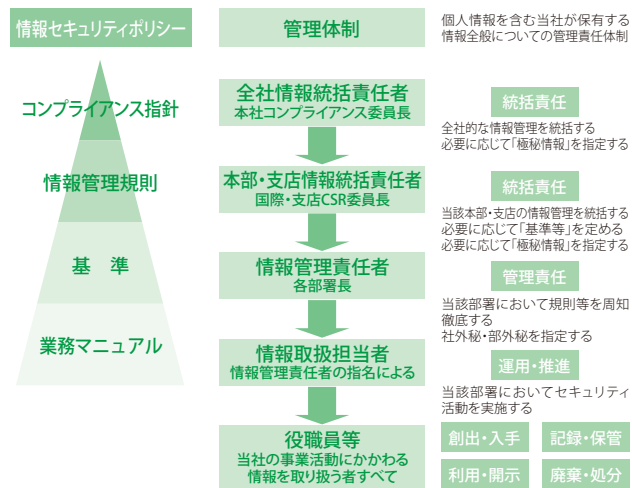 情報セキュリティポリシー
コンプライアンス指針
情報管理規則
基　準
業務マニュアル
管理体制
個人情報を含む当社が保有する
情報全般についての管理責任体制
全社情報統括責任者
本社コンプライアンス委員長
統括責任
全社的な情報管理を統括する
必要に応じて「極秘情報」を指定する
本部・支店情報統括責任者
国際・支店CSR委員長
統括責任
当該本部・支店の情報管理を統括する
必要に応じて「基準等」を定める
必要に応じて「極秘情報」を指定する
情報管理責任者
各部署長
管理責任
当該部署において規則等を周知
徹底する
社外秘・部外秘を指定する
情報取扱担当者
情報管理責任者の指名による
運用・推進
当該部署においてセキュリティ
活動を実施する
役職員等
当社の事業活動にかかわる
情報を取り扱う者すべて
創出・入手
記録・保管
利用・開示
廃棄・処分